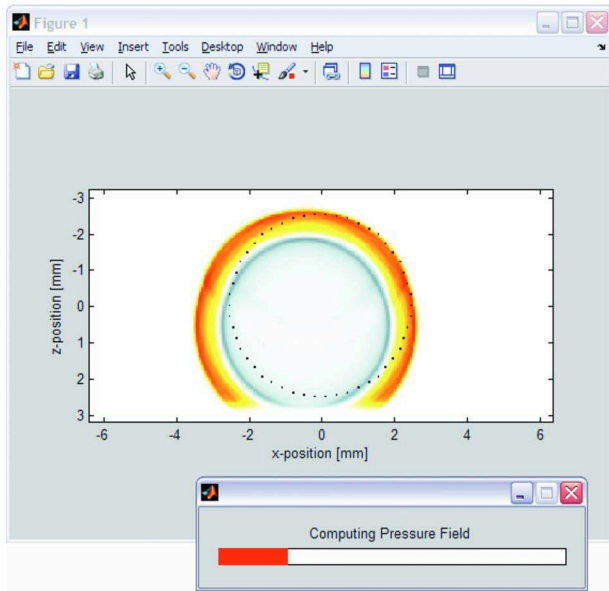 Figure 1
File Edit View Insert Tools Desktop Window Help
-3
-2
-1
0
1
2
3
z-position [mm]
-6 -4 -2 0 2 4 6
x-position [mm]
Computing Pressure Field